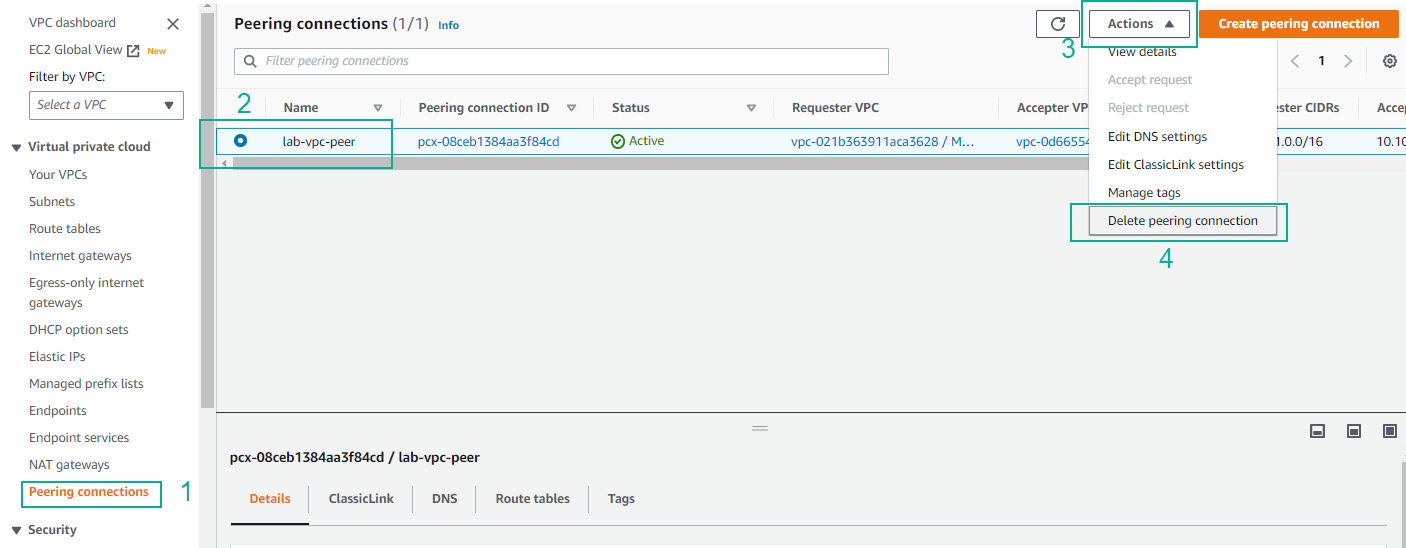 VPC dashboard
EC2 Global View New
Filter by VPC:
Select a VPC
Virtual private cloud
Your VPCs
Subnets
Route tables
Internet gateways
Egress-only internet
gateways
DHCP option sets
Elastic IPs
Managed prefix lists
Endpoints
Endpoint services
NAT gateways
Peering connections 1
Security
Peering connections (1/1) Info
Actions
Create peering connection
3
Filter peering connections
1
View details
Accept request
Reject request
Edit DNS settings
Edit ClassicLink settings
Manage tags
Delete peering connection
4
2
Name Peering connection ID Status Requester VPC Accepter VP ester CIDRs Acce
lab-vpc-peer pcx-08ceb1384aa3f84cd Active vpc-021b363911aca3628 / M... vpc-0d66554 1.0.0/16 10.10
pcx-08ceb1384aa3f84cd / lab-vpc-peer
Details ClassicLink DNS Route tables Tags